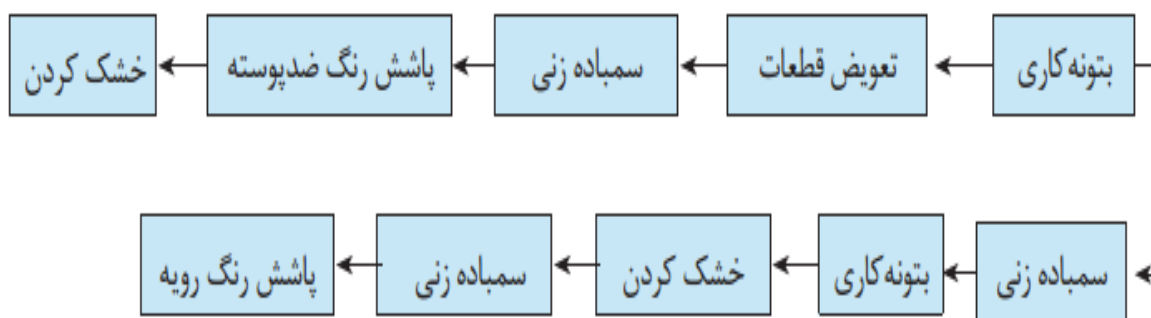 بتونه‌کاری
تعویض قطعات
سمباده زنی
پاشش رنگ ضدپوسته
خشک کردن
سمباده زنی
بتونه‌کاری
خشک کردن
سمباده زنی
پاشش رنگ رویه